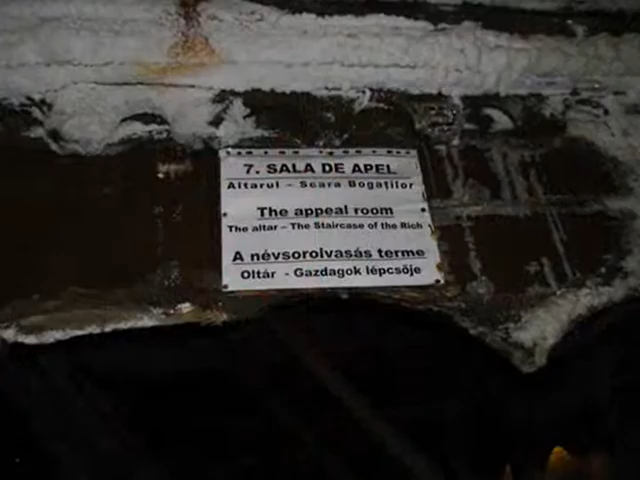 7. SALA DE APEL
Altarul - Scara Bogaților
The appeal room
The altar - The Staircase of the Rich
A névsorolvasás terme
Oltár - Gazdagok lépcsője